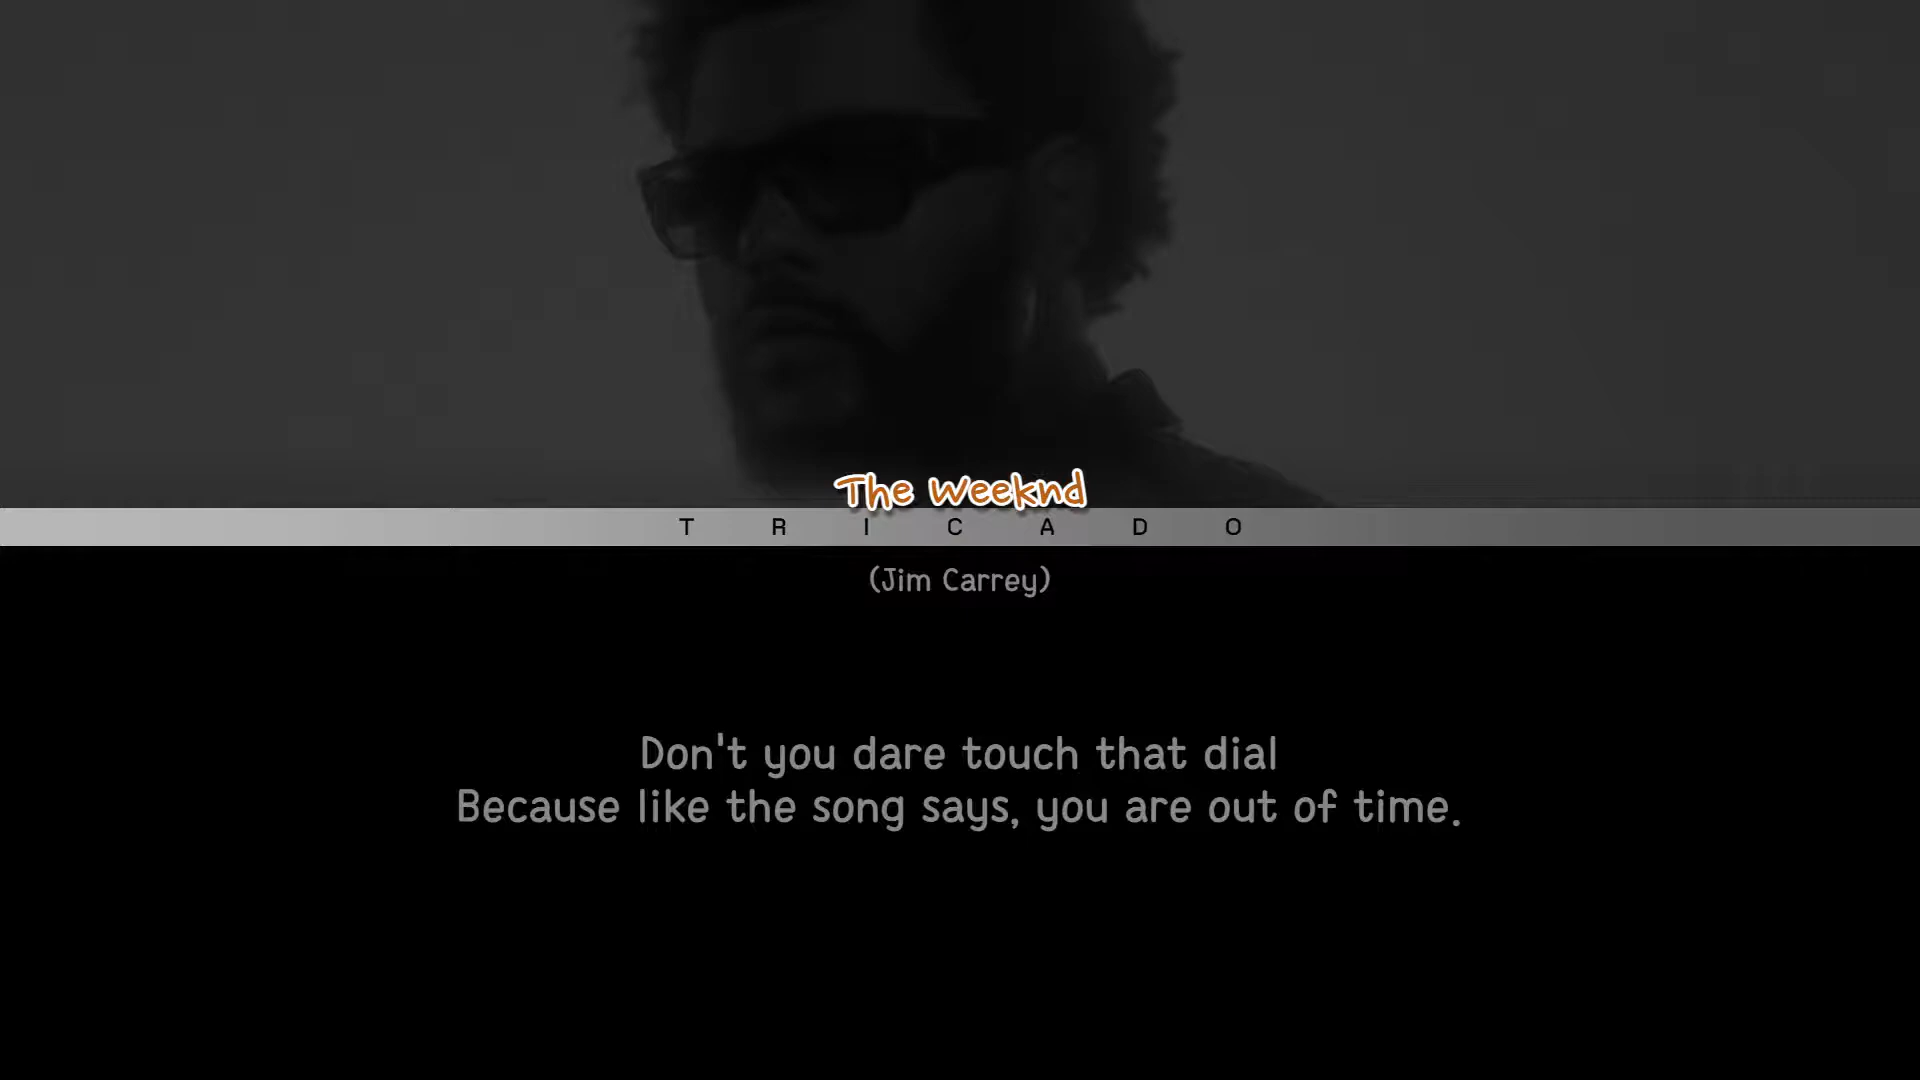 The Weeknd
TRICADO
(Jim Carrey)
Don't you dare touch that dial
Because like the song says, you are out of time.